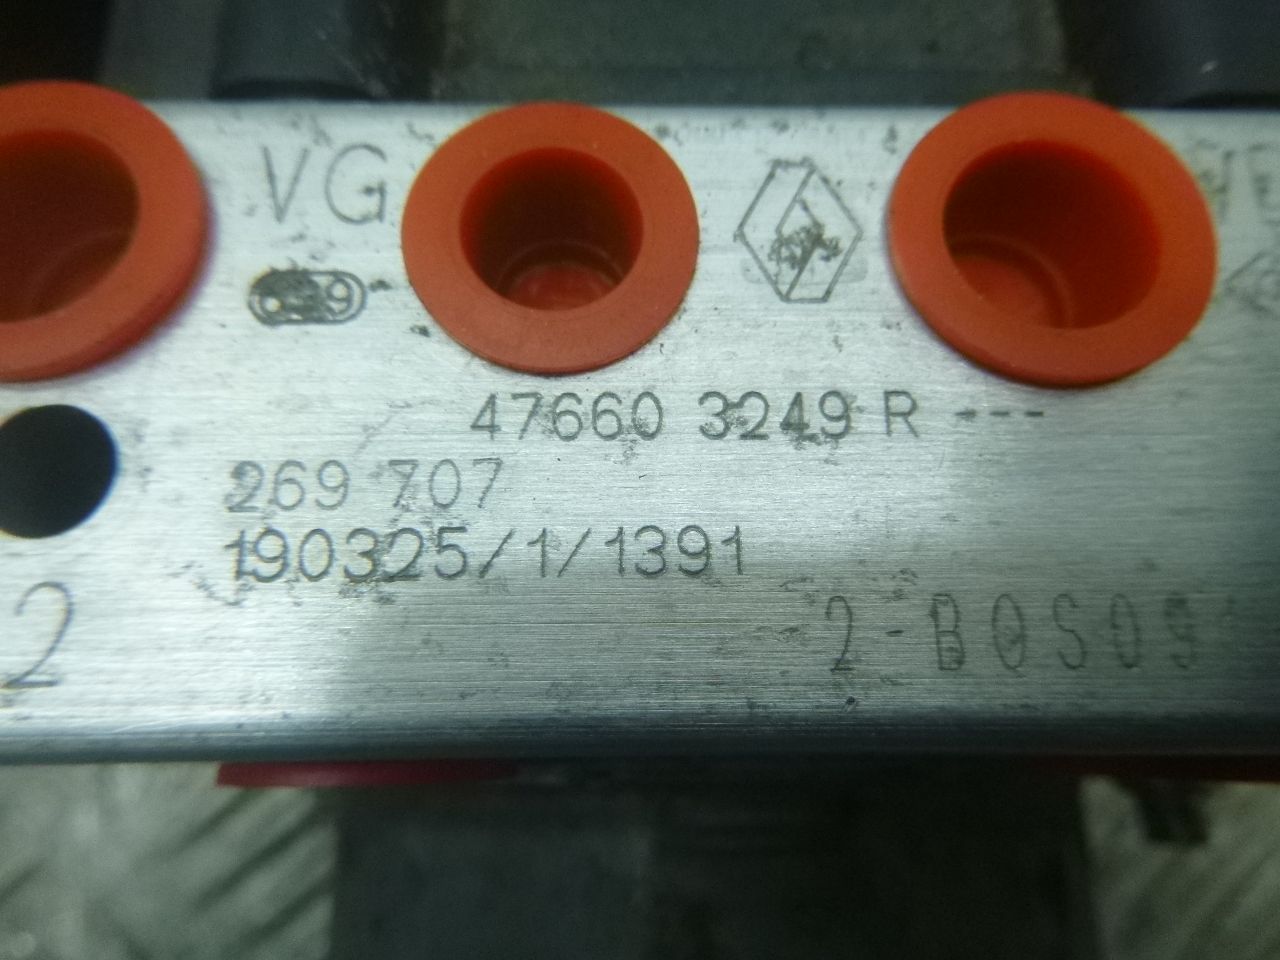 VG
47660 3249 R ---
269 707
190325/1/1391
2
2-B0S09